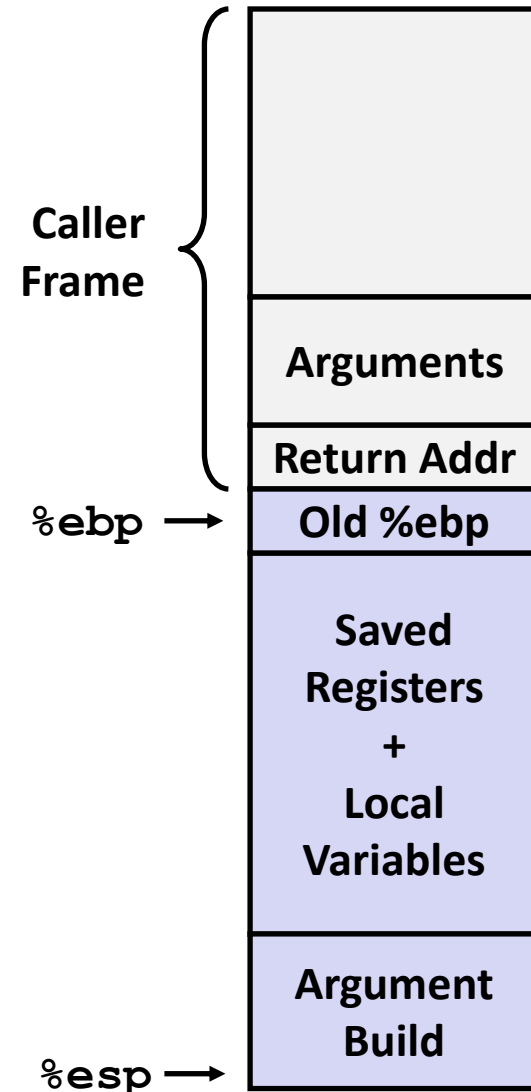 Caller
Frame
Arguments
Return Addr
%ebp
Old %ebp
Saved
Registers
+
Local
Variables
Argument
Build
%esp